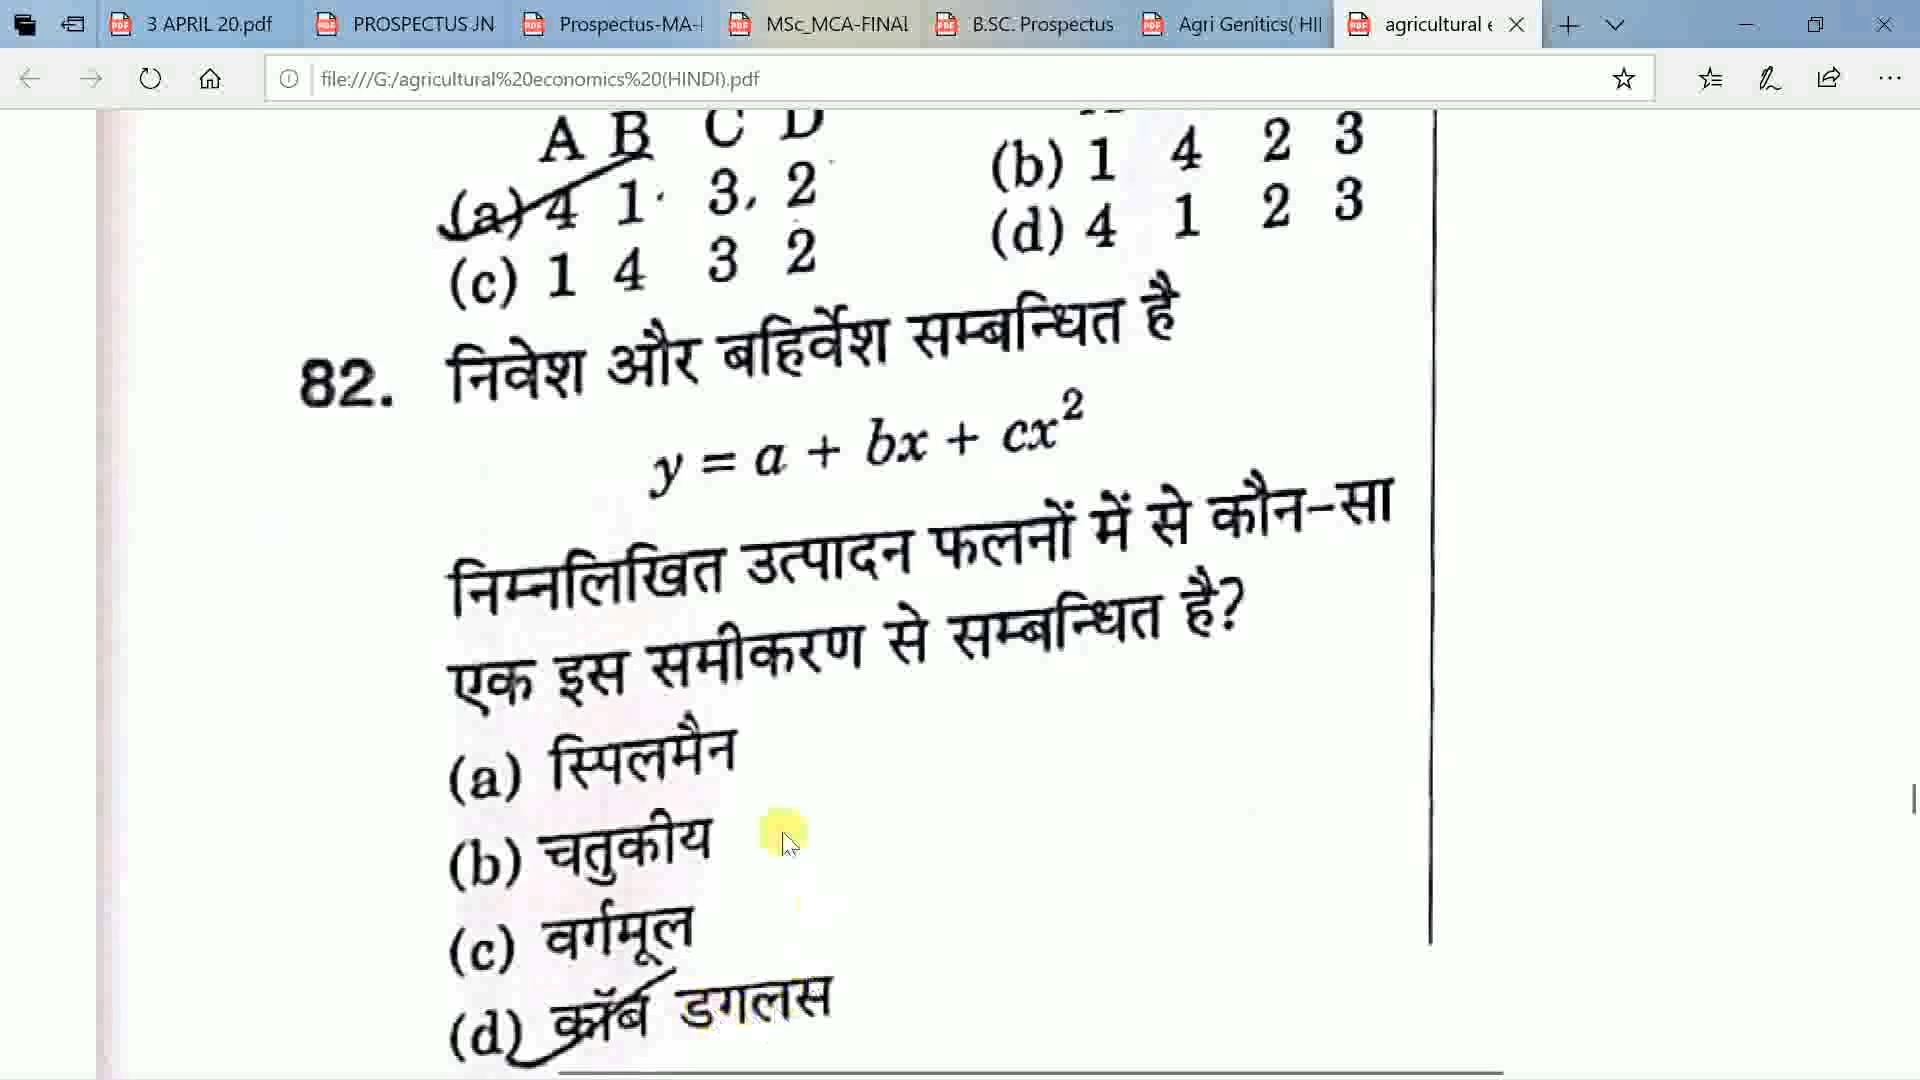 3 APRIL 20.pdf
PROSPECTUS JN
Prospectus-MA-
MSc_MCA-FINAL
B.SC. Prospectus
Agri Genitics( HI
agricultural e
file:///G:/agricultural%20economics%20(HINDI).pdf
A B C D
(a) 4 1 3 2
(b) 1 4 2 3
(c) 1 4 3 2
(d) 4 1 2 3
82. निवेश और बहिर्वेश सम्बन्धित है
y = a + bx + cx²
निम्नलिखित उत्पादन फलनों में से कौन-सा
एक इस समीकरण से सम्बन्धित है?
(a) स्पिलमैन
(b) चतुकीय
(c) वर्गमूल
(d) कॉब डगलस